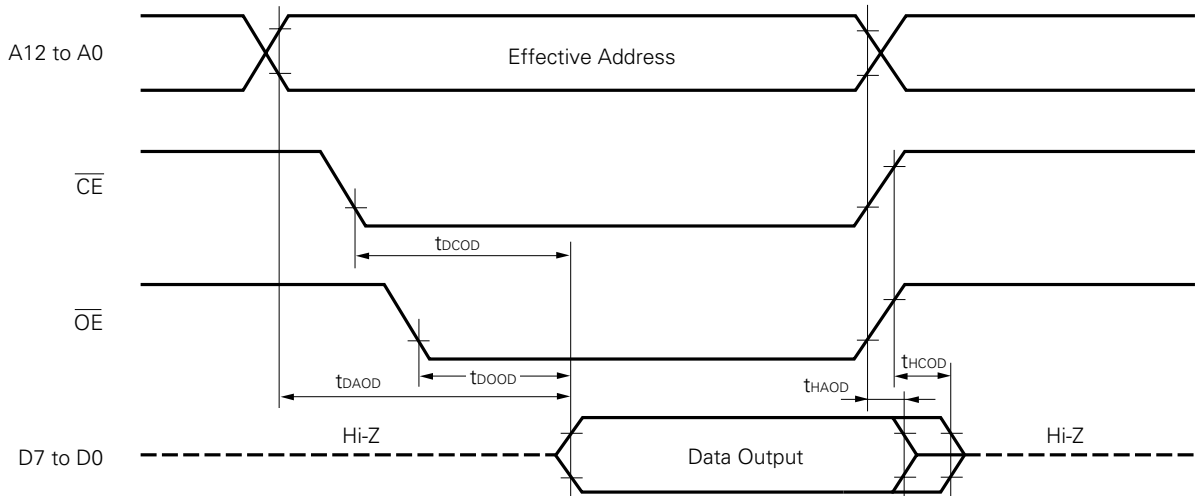 A12 to A0
Effective Address
CE
tDCOD
OE
tHCOD
tDAOD
tDOOD
tHAOD
Hi-Z
Hi-Z
D7 to D0
Data Output